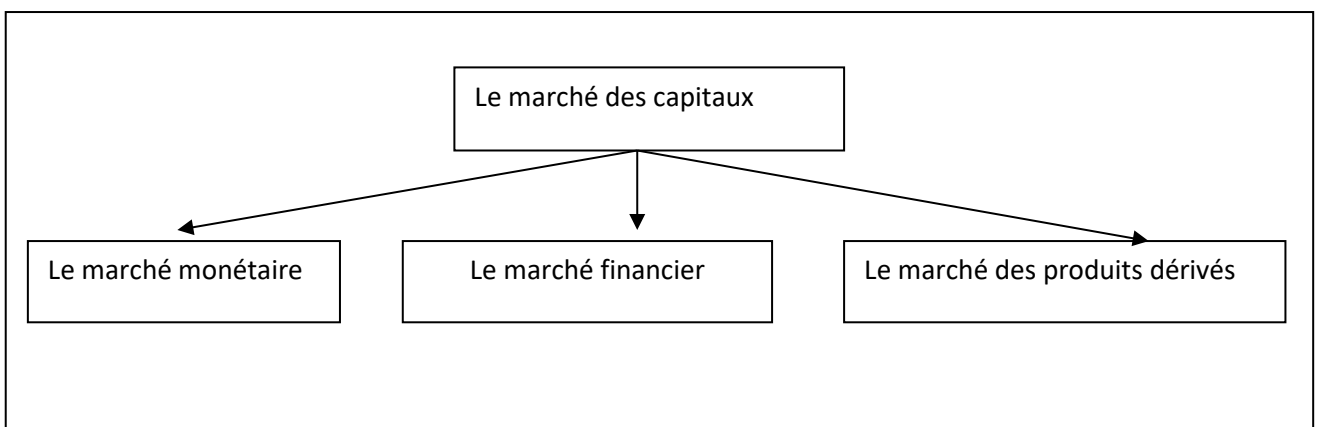 Le marché des capitaux
Le marché monétaire
Le marché financier
Le marché des produits dérivés